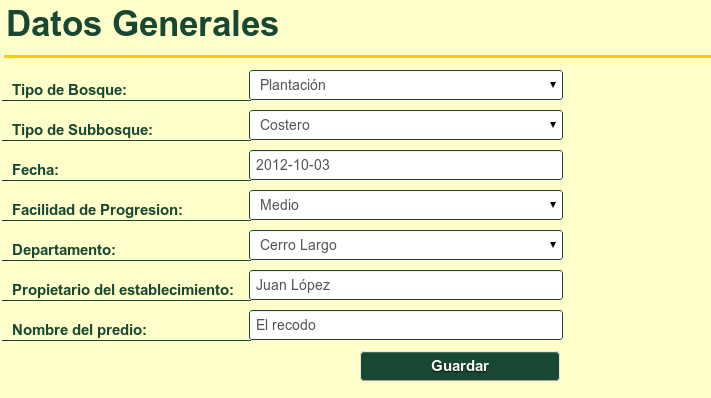 Datos Generales
Tipo de Bosque: Plantación
Tipo de Subbosque: Costero
Fecha: 2012-10-03
Facilidad de Progresion: Medio
Departamento: Cerro Largo
Propietario del establecimiento: Juan López
Nombre del predio: El recodo
Guardar